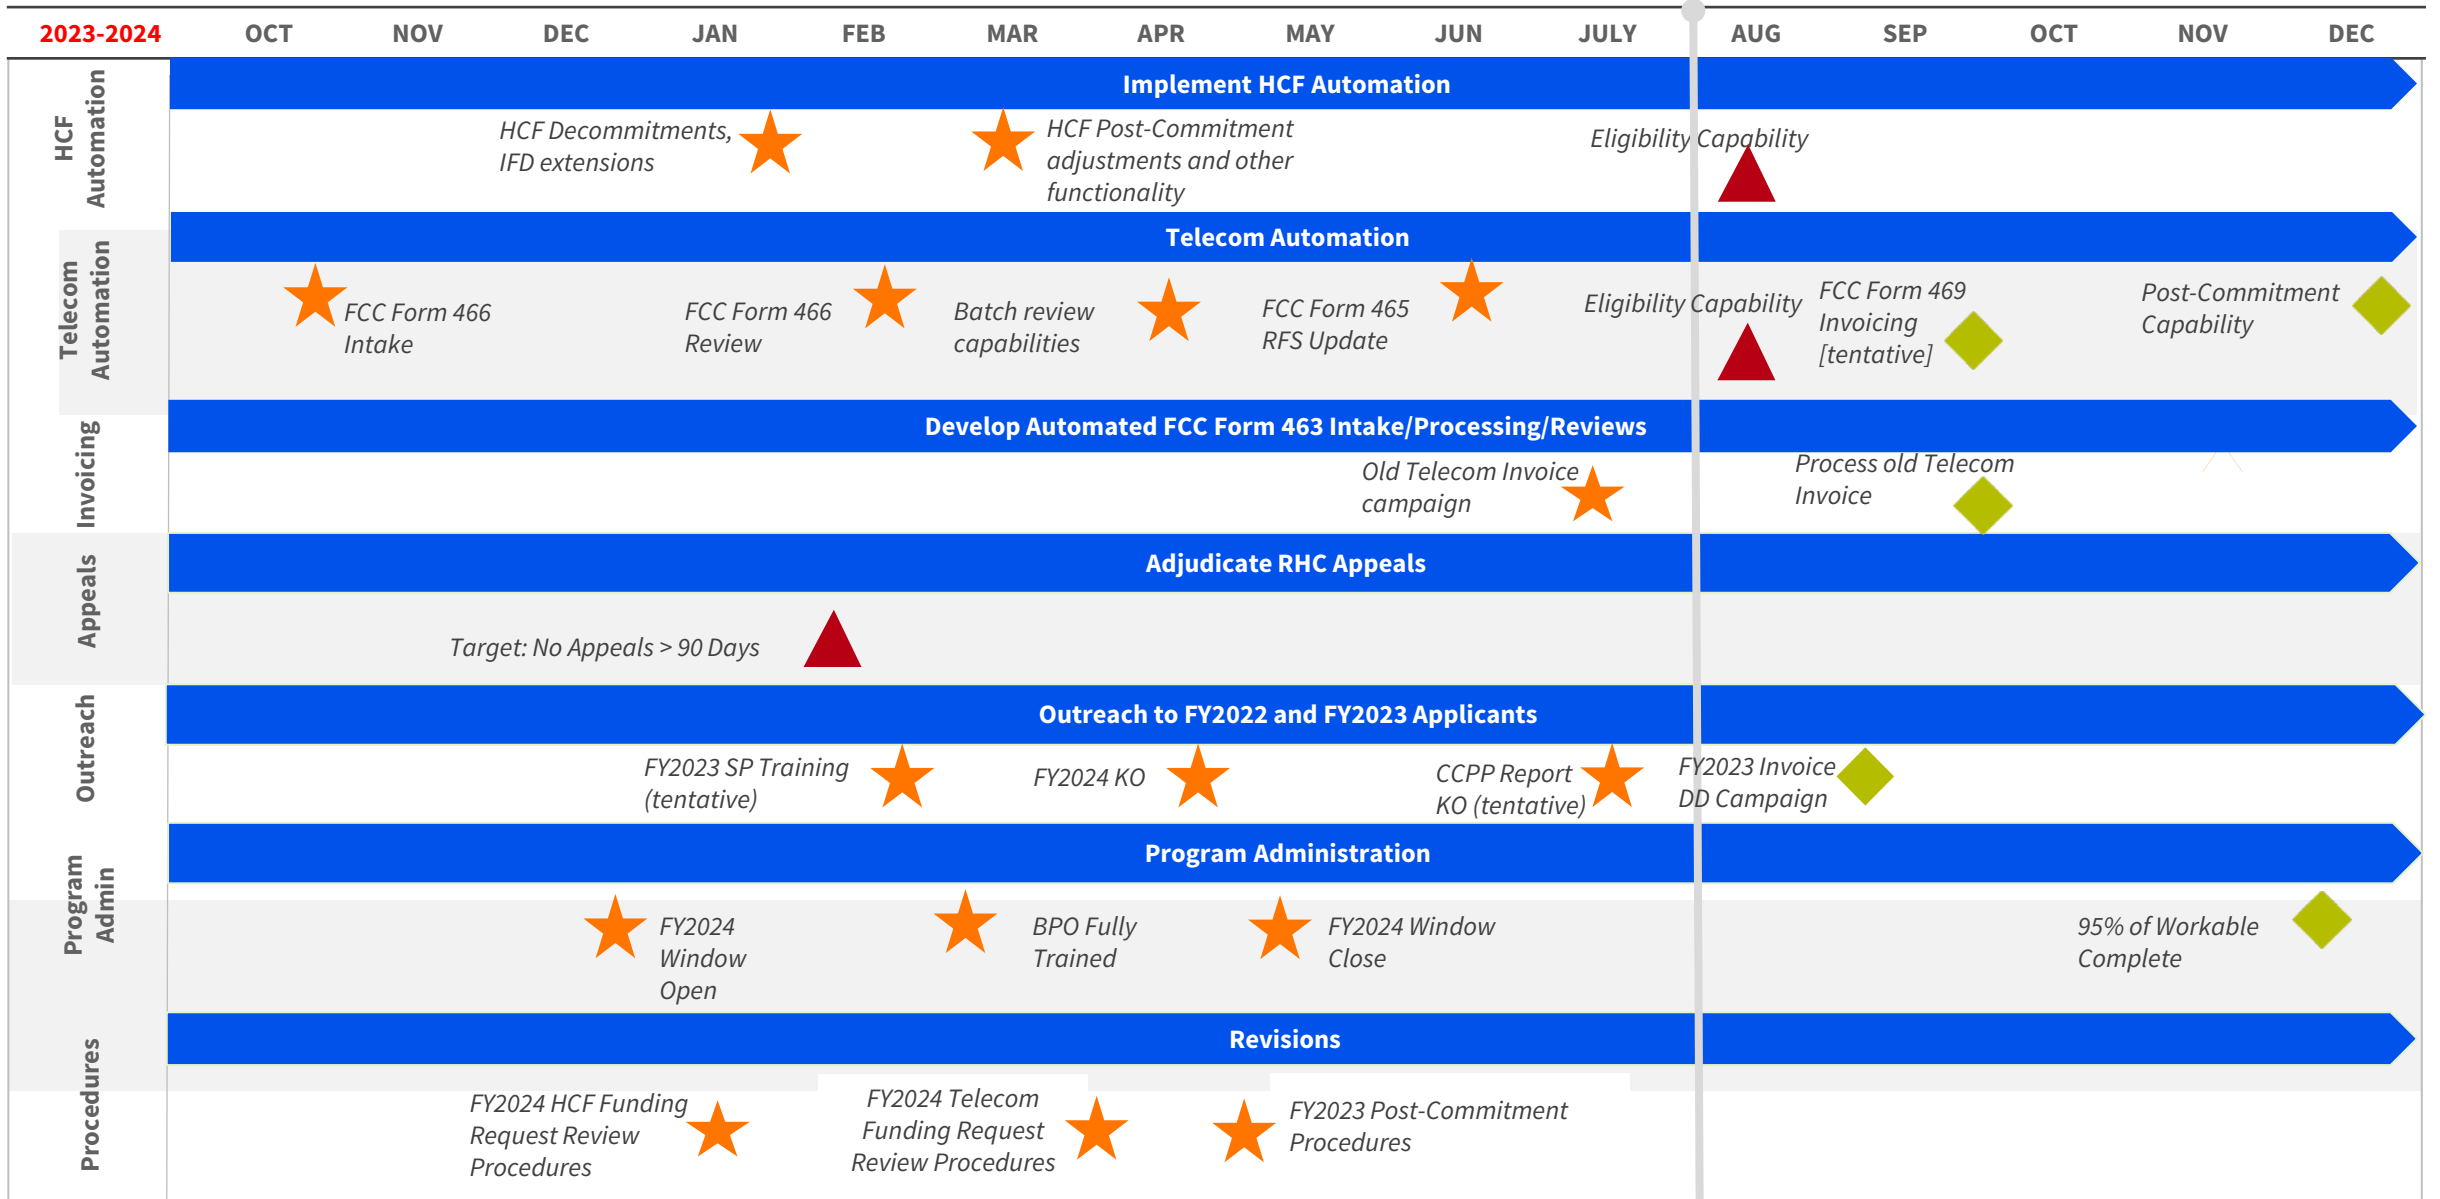 2023-2024 OCT NOV DEC JAN FEB MAR APR MAY JUN JULY AUG SEP OCT NOV DEC
HCF
Automation
Implement HCF Automation
HCF Decommitments,
IFD extensions
HCF Post-Commitment
adjustments and other
functionality
Eligibility Capability
Telecom
Automation
Telecom Automation
FCC Form 466
Intake
FCC Form 466
Review
Batch review
capabilities
FCC Form 465
RFS Update
Eligibility Capability
FCC Form 469
Invoicing
[tentative]
Post-Commitment
Capability
Invoicing
Develop Automated FCC Form 463 Intake/Processing/Reviews
Old Telecom Invoice
campaign
Process old Telecom
Invoice
Appeals
Adjudicate RHC Appeals
Target: No Appeals > 90 Days
Outreach
Outreach to FY2022 and FY2023 Applicants
FY2023 SP Training
(tentative)
FY2024 KO
CCPP Report
KO (tentative)
FY2023 Invoice
DD Campaign
Program
Admin
Program Administration
FY2024
Window
Open
BPO Fully
Trained
FY2024 Window
Close
95% of Workable
Complete
Procedures
Revisions
FY2024 HCF Funding
Request Review
Procedures
FY2024 Telecom
Funding Request
Review Procedures
FY2023 Post-Commitment
Procedures